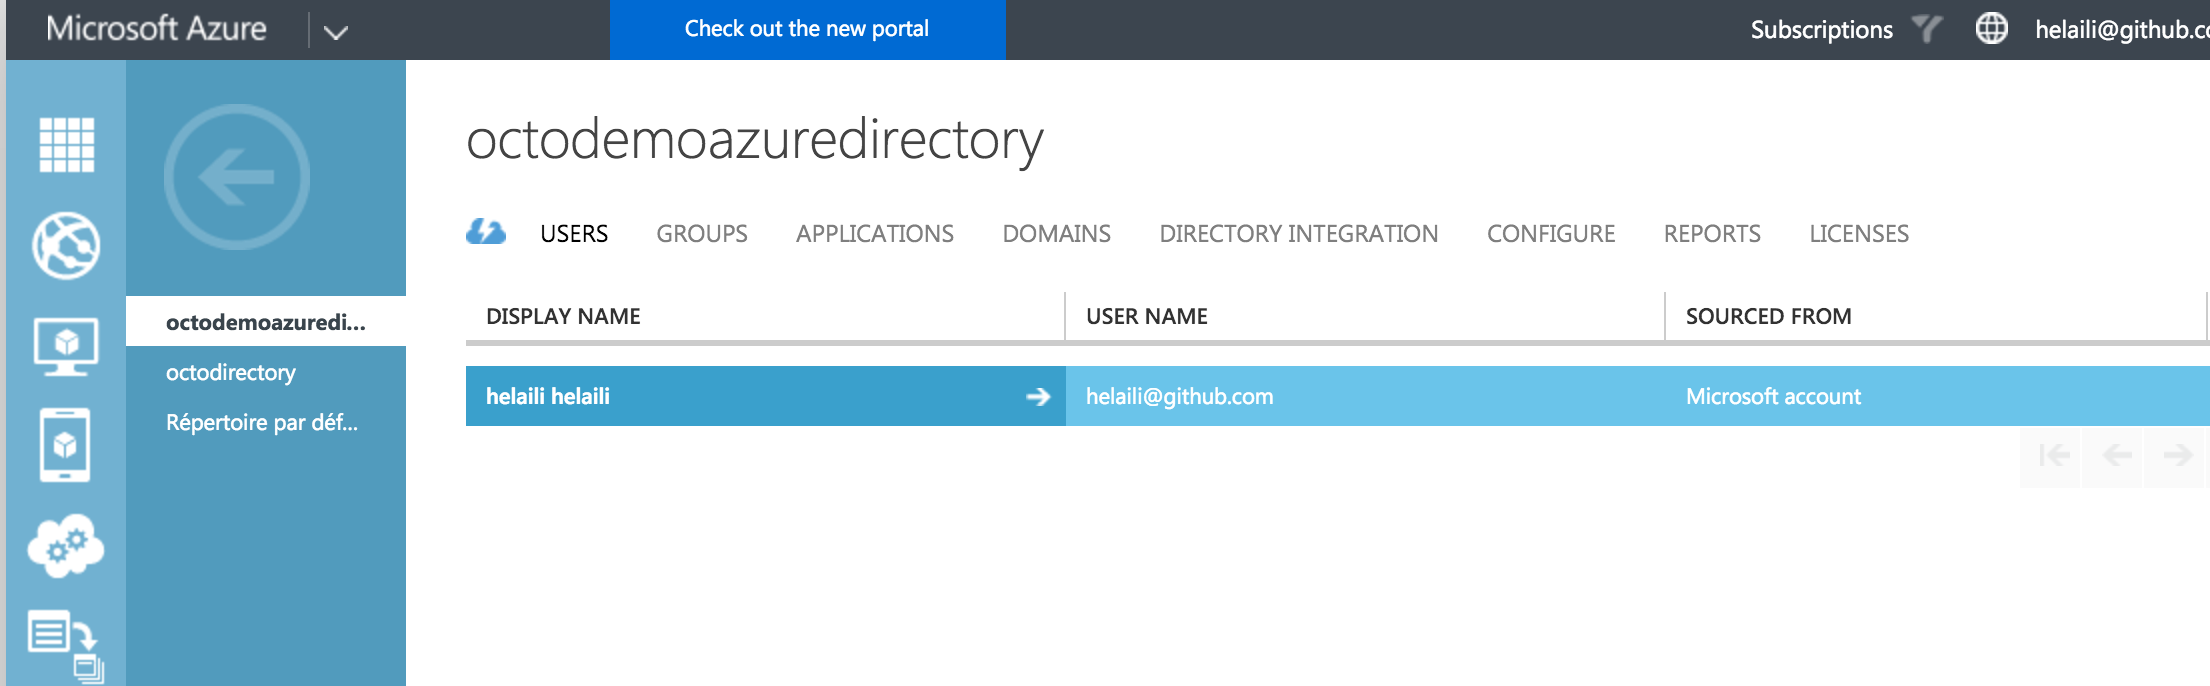 Microsoft Azure
Check out the new portal
Subscriptions
helaili@github.c
octodemoazuredi...
octodirectory
Répertoire par déf...
octodemoazuredirectory
USERS GROUPS APPLICATIONS DOMAINS DIRECTORY INTEGRATION CONFIGURE REPORTS LICENSES
DISPLAY NAME USER NAME SOURCED FROM
helaili helaili helaili@github.com Microsoft account